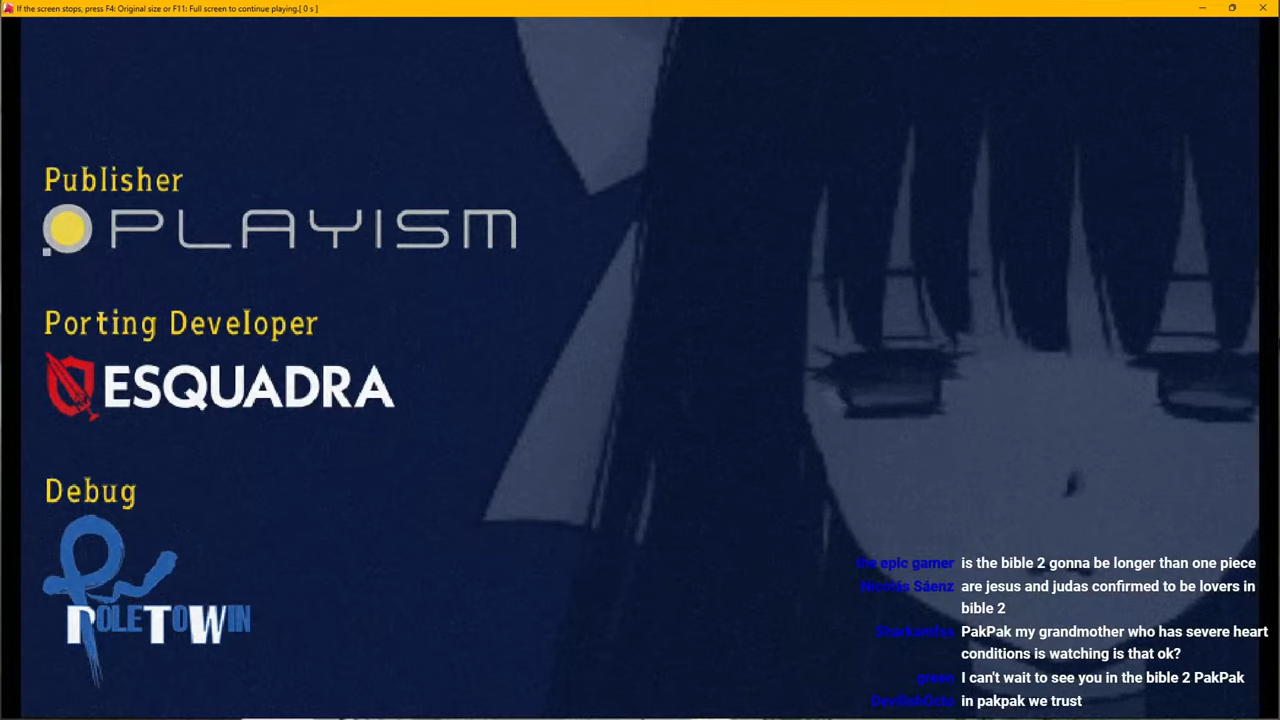 If the screen stops, press F4: Original size or F11: Full screen to continue playing.[ 0 s ]
Publisher
PLAYISM
Porting Developer
ESQUADRA
Debug
ROLETOWIN
the epic gamer is the bible 2 gonna be longer than one piece
Nicolás Sáenz are jesus and judas confirmed to be lovers in
bible 2
PakPak my grandmother who has severe heart
conditions is watching is that ok?
green I can't wait to see you in the bible 2 PakPak
DevilishOcto in pakpak we trust